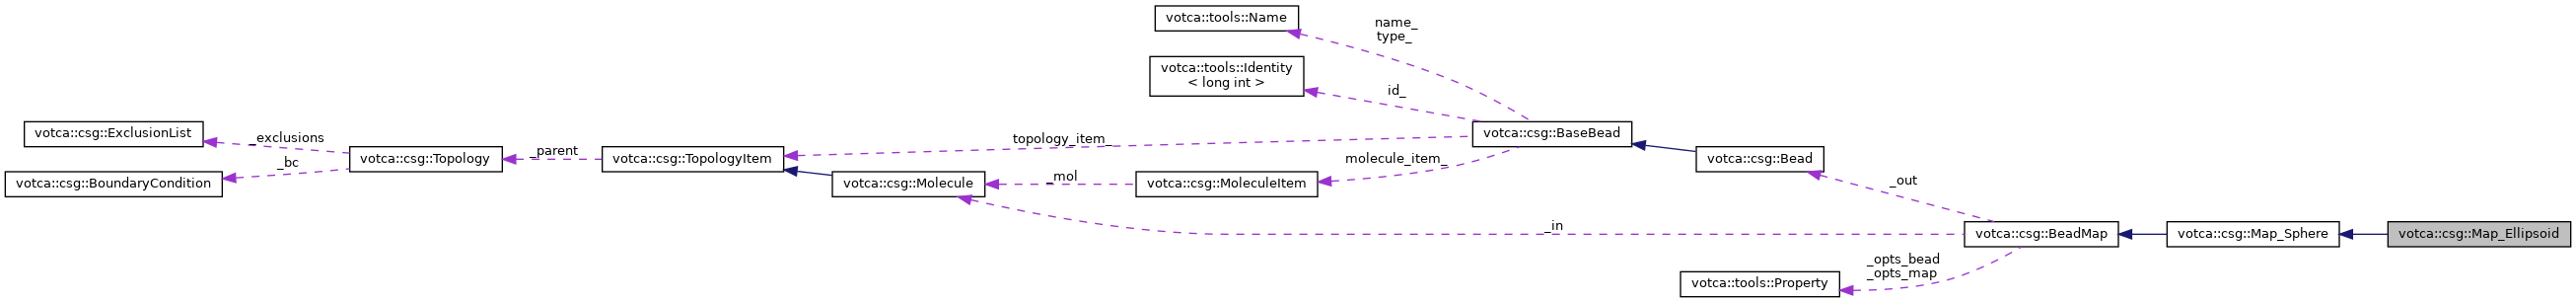 votca::tools::Name
name_
type_
votca::tools::Identity
< long int >
id_
votca::csg::ExclusionList
_exclusions
votca::csg::BaseBead
topology_item_
votca::csg::Topology
_parent
votca::csg::TopologyItem
molecule_item_
votca::csg::Bead
_bc
votca::csg::BoundaryCondition
votca::csg::Molecule
_mol
votca::csg::MoleculeItem
_out
_in
votca::csg::BeadMap
votca::csg::Map_Sphere
votca::csg::Map_Ellipsoid
_opts_bead
_opts_map
votca::tools::Property